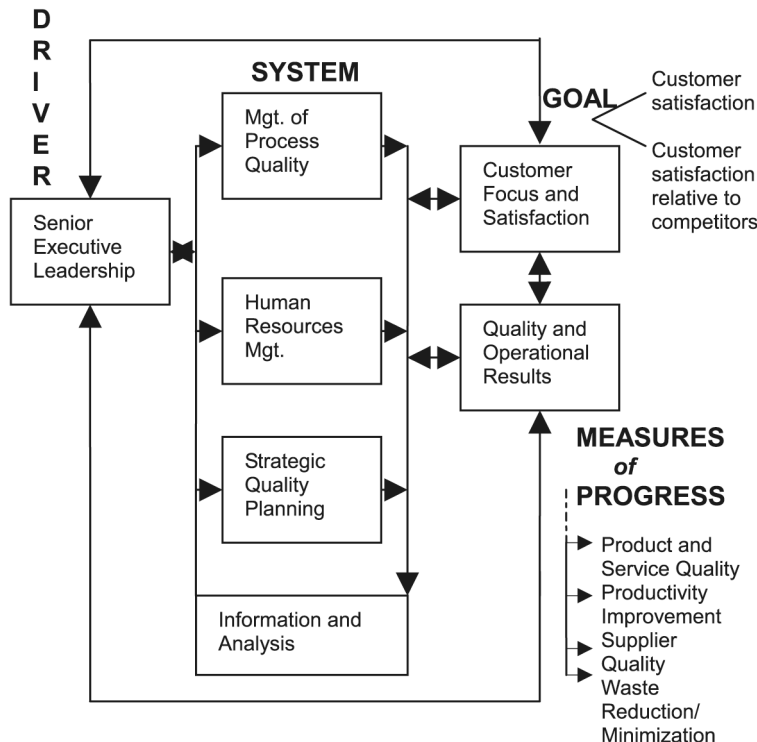 DRIVER
SYSTEM
GOAL
Customer
satisfaction
Customer
satisfaction
relative to
competitors
Mgt. of
Process
Quality
Customer
Focus and
Satisfaction
Senior
Executive
Leadership
Human
Resources
Mgt.
Quality and
Operational
Results
Strategic
Quality
Planning
MEASURES
of
PROGRESS
Product and
Service Quality
Productivity
Improvement
Supplier
Quality
Waste
Reduction/
Minimization
Information and
Analysis